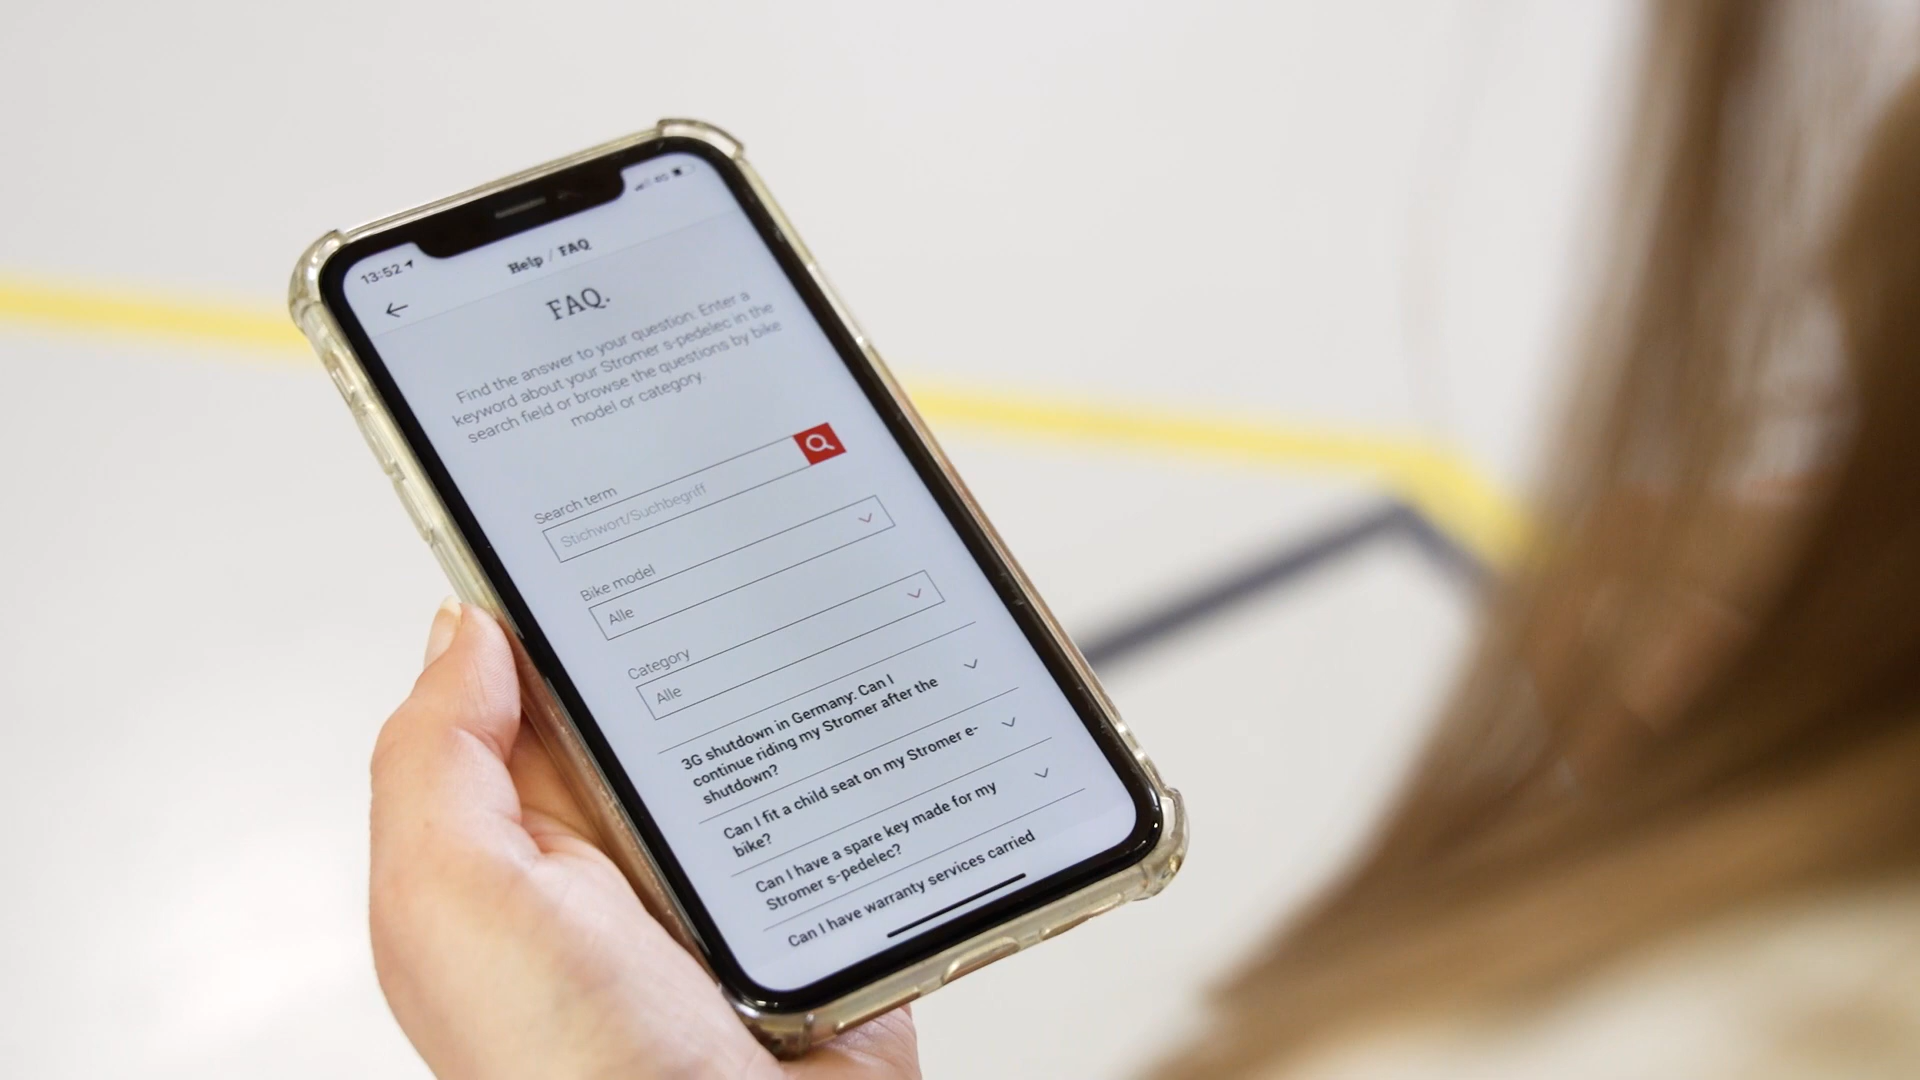 13:52
4G
Help / FAQ
FAQ.
Find the answer to your question. Enter a
keyword about your Stromer s-pedelec in the
search field or browse the questions by bike
model or category.
Search term
Stichwort/Suchbegriff
Bike model
Alle
Category
Alle
3G shutdown in Germany: Can I
continue riding my Stromer after the
shutdown?
Can I fit a child seat on my Stromer e-
bike?
Can I have a spare key made for my
Stromer s-pedelec?
Can I have warranty services carried